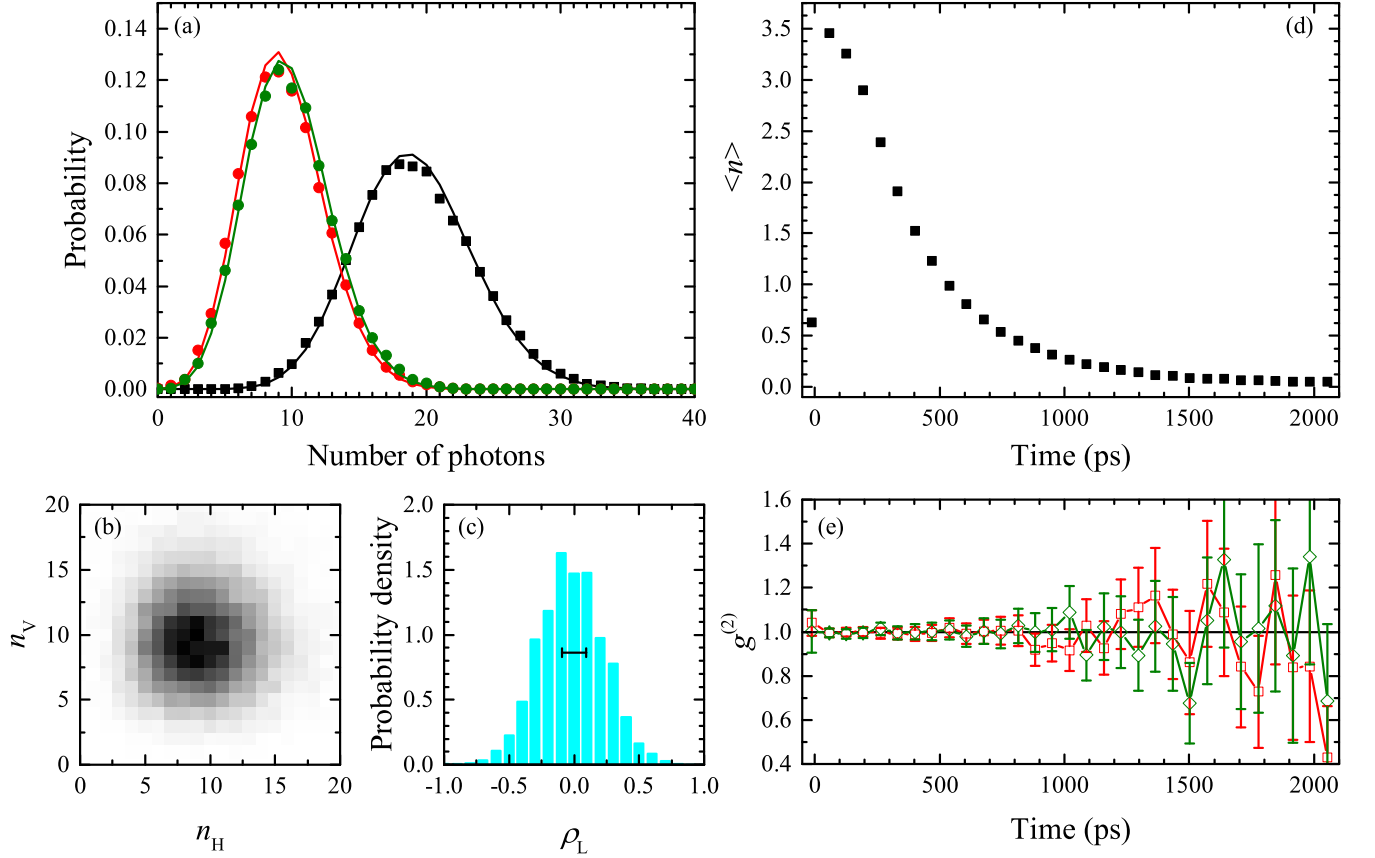 (a)
0.14
0.12
0.10
0.08
0.06
0.04
0.02
0.00
Probability
0 10 20 30 40
Number of photons
(d)
3.5
3.0
2.5
2.0
1.5
1.0
0.5
0.0
<n>
0 500 1000 1500 2000
Time (ps)
(b)
20
15
10
5
0
n_V
0 5 10 15 20
n_H
(c)
2.0
1.5
1.0
0.5
0.0
Probability density
-1.0 -0.5 0.0 0.5 1.0
ρ_L
(e)
1.6
1.4
1.2
1.0
0.8
0.6
0.4
g^(2)
0 500 1000 1500 2000
Time (ps)